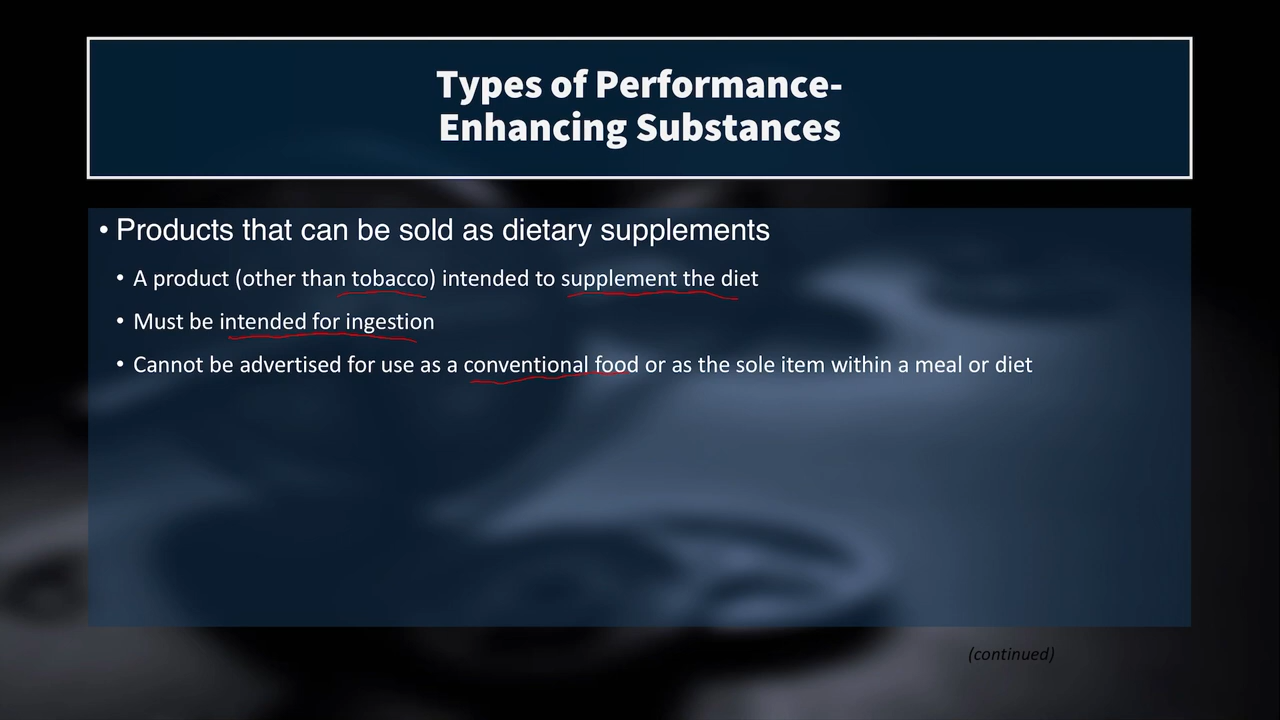 Types of Performance-
Enhancing Substances
• Products that can be sold as dietary supplements
• A product (other than tobacco) intended to supplement the diet
• Must be intended for ingestion
• Cannot be advertised for use as a conventional food or as the sole item within a meal or diet
(continued)